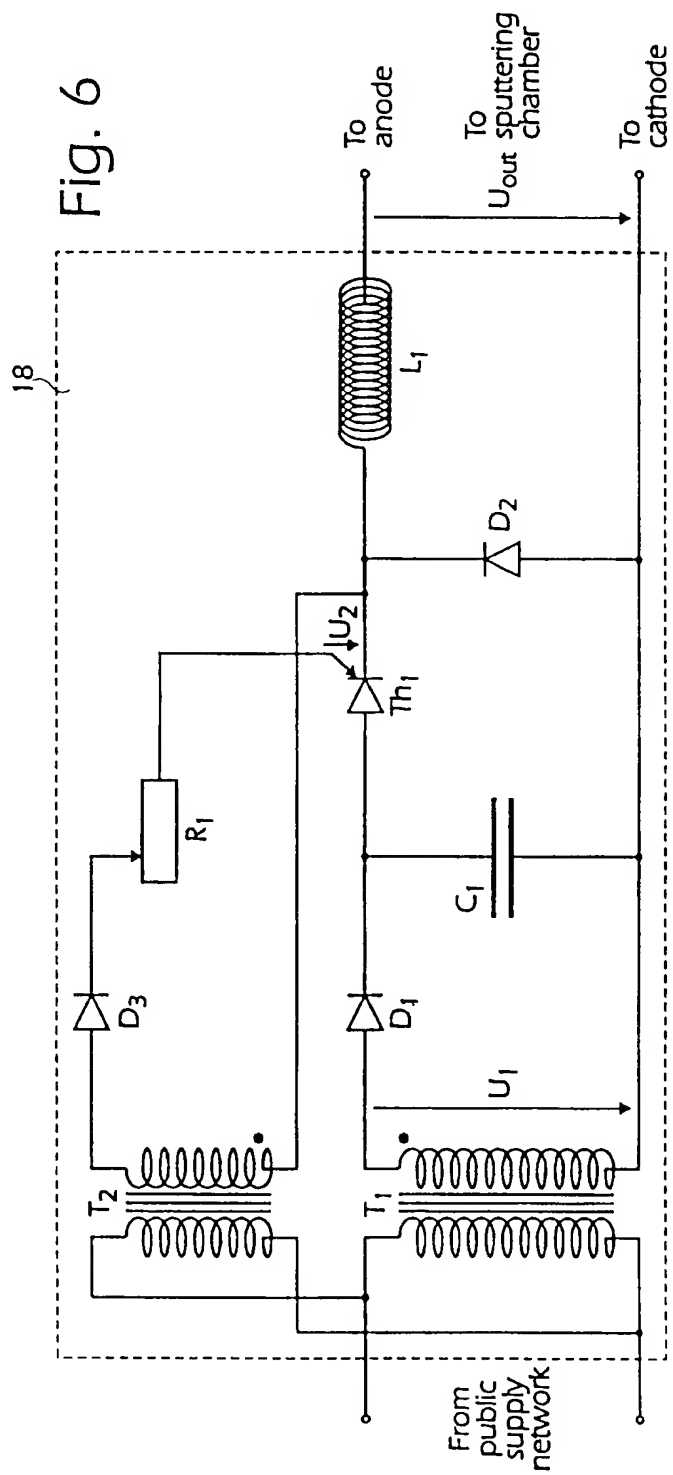 Fig. 6
18
T2
D3
R1
U2
Th1
L1
To
anode
Uout
To
sputtering
chamber
From
public
supply
network
T1
U1
D1
C1
D2
To
cathode